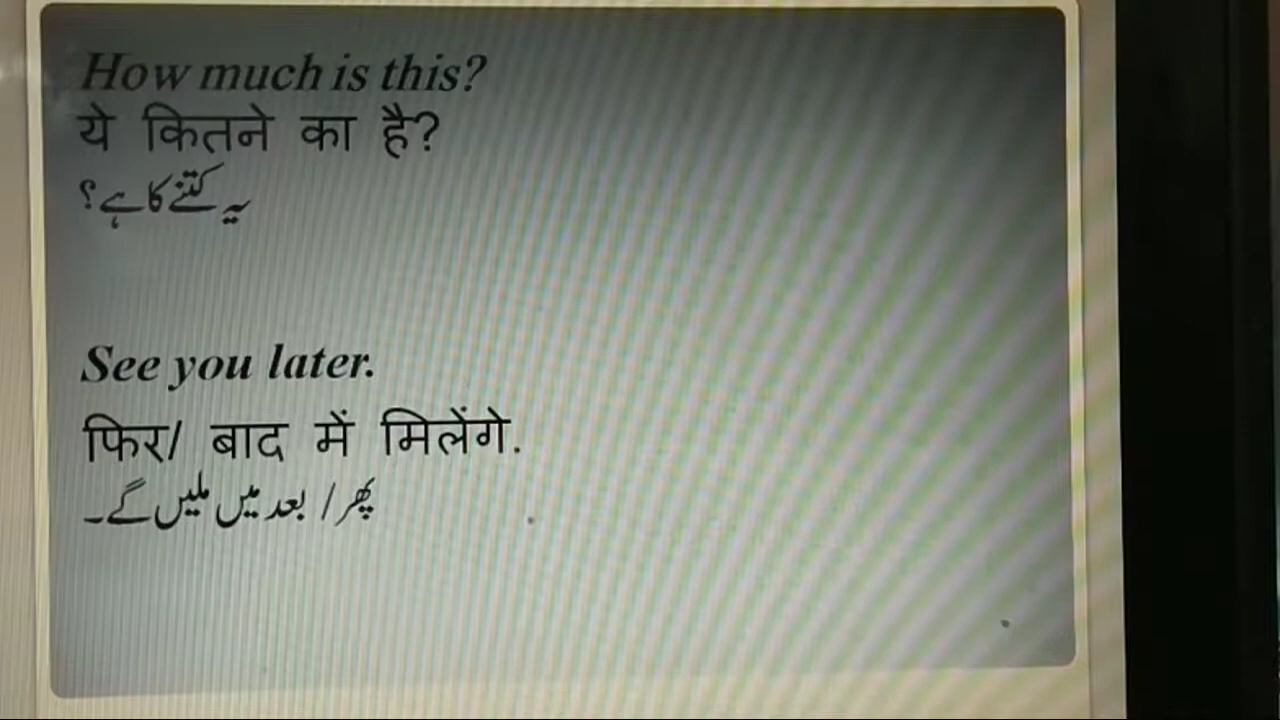 How much is this?
ये कितने का है?
یہ کتنے کا ہے؟
See you later.
फिर/ बाद में मिलेंगे.
پھر/ بعد میں ملیں گے۔